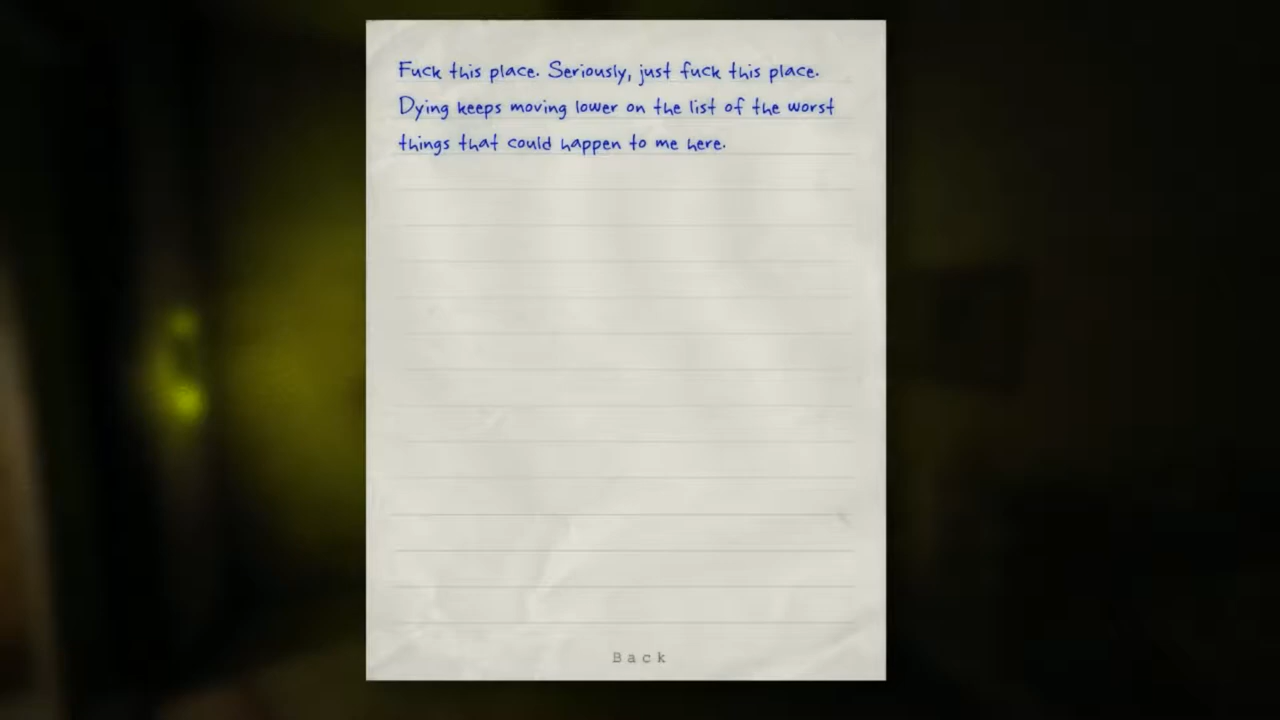 Fuck this place. Seriously, just fuck this place.
Dying keeps moving lower on the list of the worst
things that could happen to me here.
Back